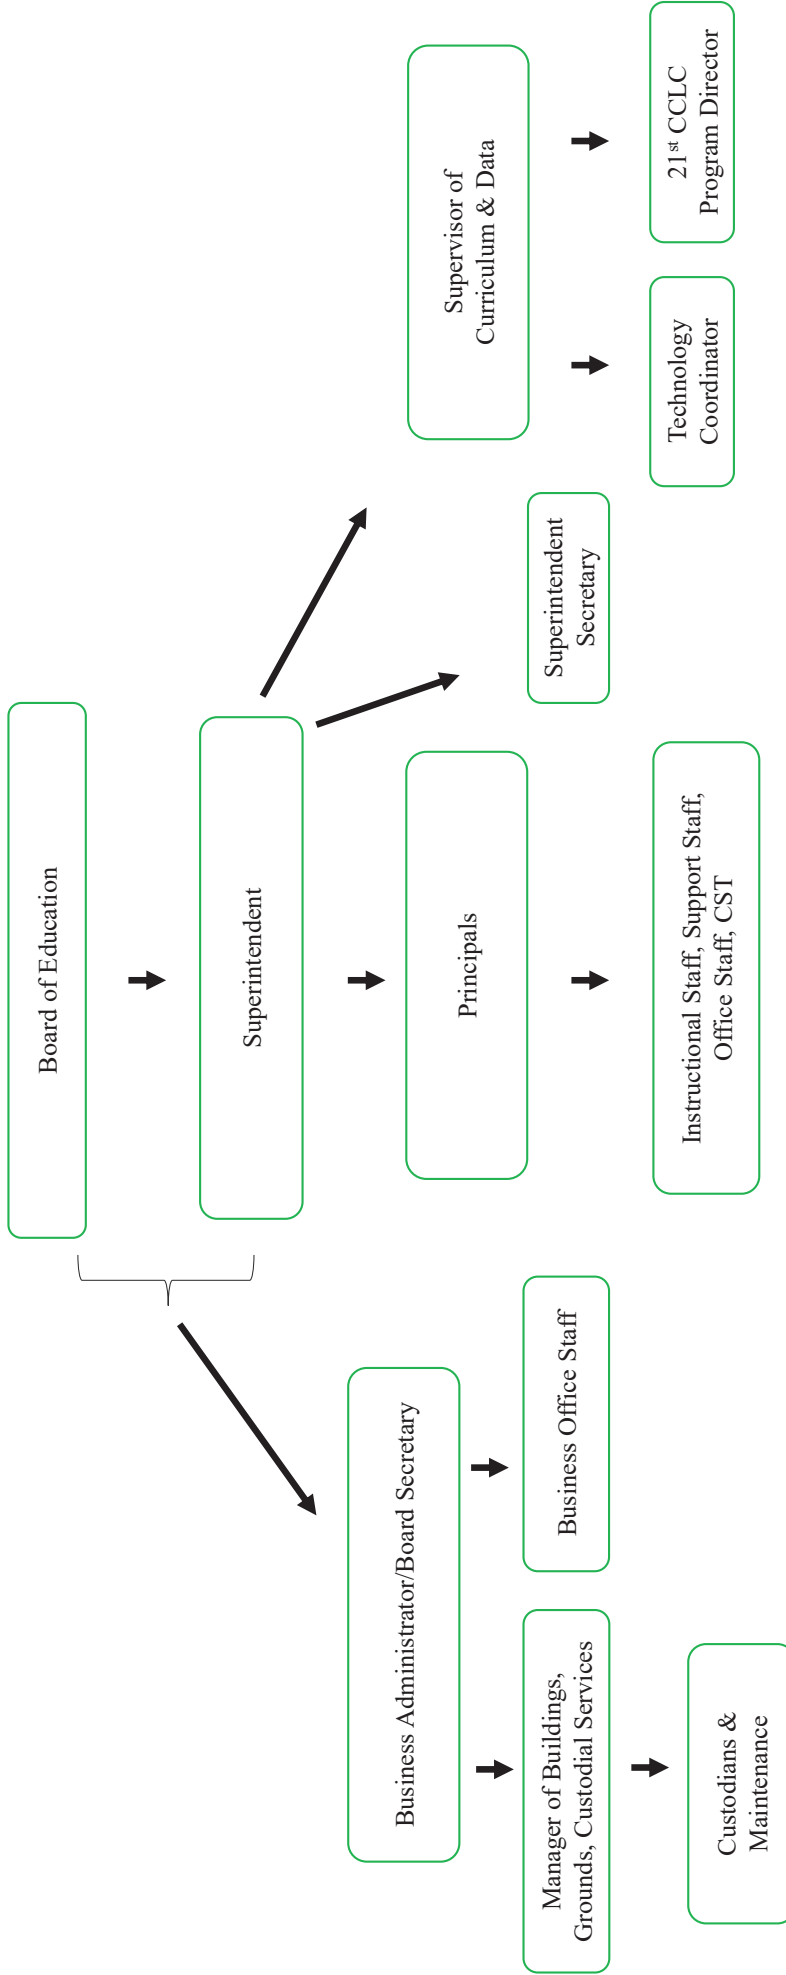 Board of Education
Superintendent
Business Administrator/Board Secretary
Principals
Supervisor of
Curriculum & Data
Manager of Buildings,
Grounds, Custodial Services
Business Office Staff
Superintendent
Secretary
Custodians &
Maintenance
Instructional Staff, Support Staff,
Office Staff, CST
Technology
Coordinator
21st CCLC
Program Director